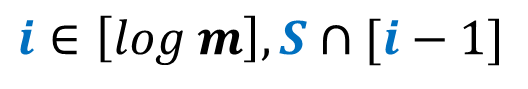 i ∈ [log m], S ∩ [i − 1]